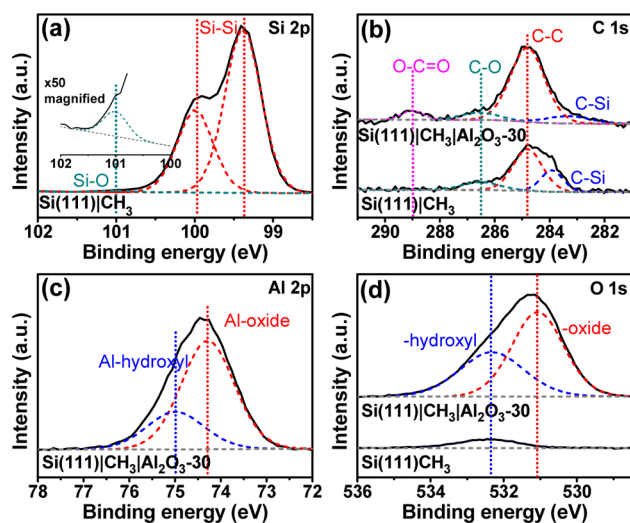 (a)
Si 2p
Si-Si
x50
magnified
102 101 100
Si-O
Si(111)|CH₃
102 101 100 99
Binding energy (eV)
Intensity (a.u.)
(b)
C 1s
C-C
O-C=O
C-O
C-Si
Si(111)|CH₃|Al₂O₃-30
C-Si
Si(111)|CH₃
290 288 286 284 282
Binding energy (eV)
Intensity (a.u.)
(c)
Al 2p
Al-oxide
Al-hydroxyl
Si(111)|CH₃|Al₂O₃-30
78 77 76 75 74 73 72
Binding energy (eV)
Intensity (a.u.)
(d)
O 1s
-hydroxyl
-oxide
Si(111)|CH₃|Al₂O₃-30
Si(111)CH₃
536 534 532 530
Binding energy (eV)
Intensity (a.u.)